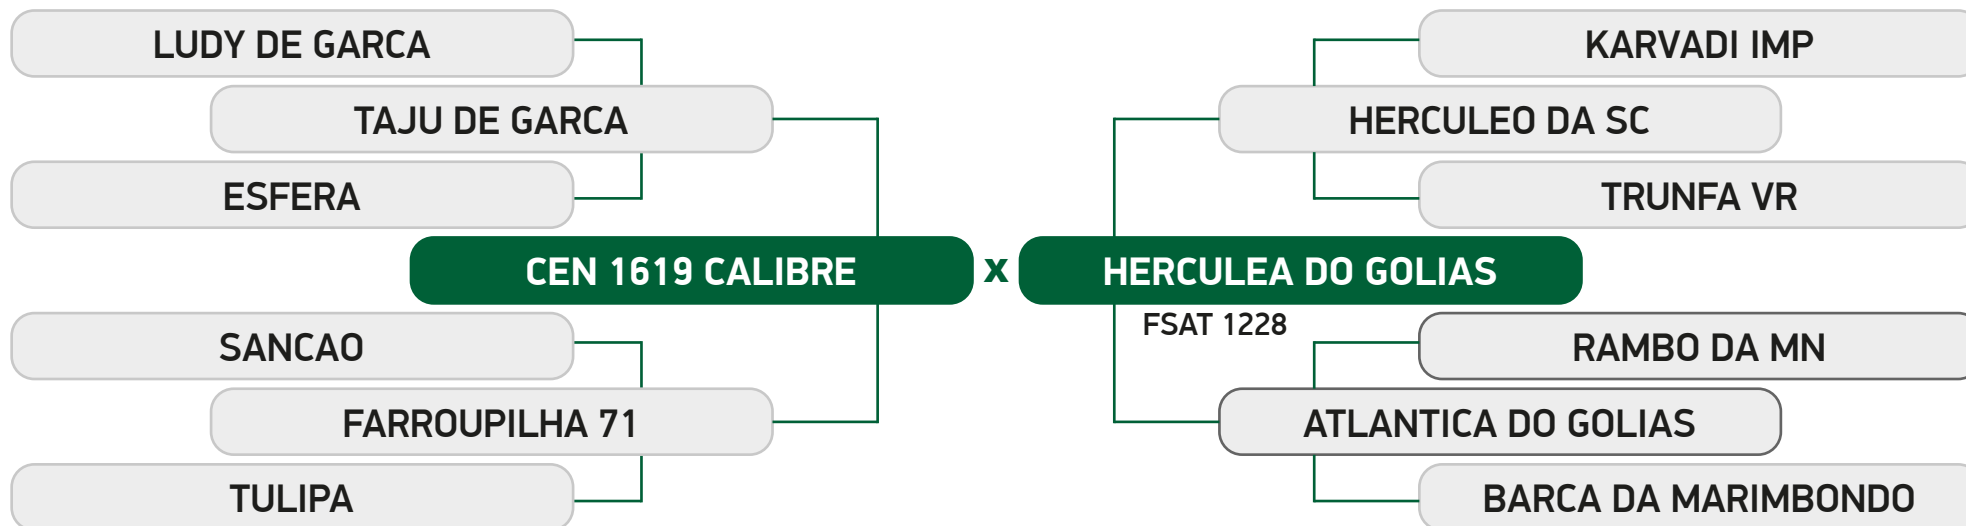 LUDY DE GARCA
KARVADI IMP
TAJU DE GARCA
HERCULEO DA SC
ESFERA
TRUNFA VR
CEN 1619 CALIBRE x HERCULEA DO GOLIAS
FSAT 1228
SANCAO
RAMBO DA MN
FARROUPILHA 71
ATLANTICA DO GOLIAS
TULIPA
BARCA DA MARIMBONDO